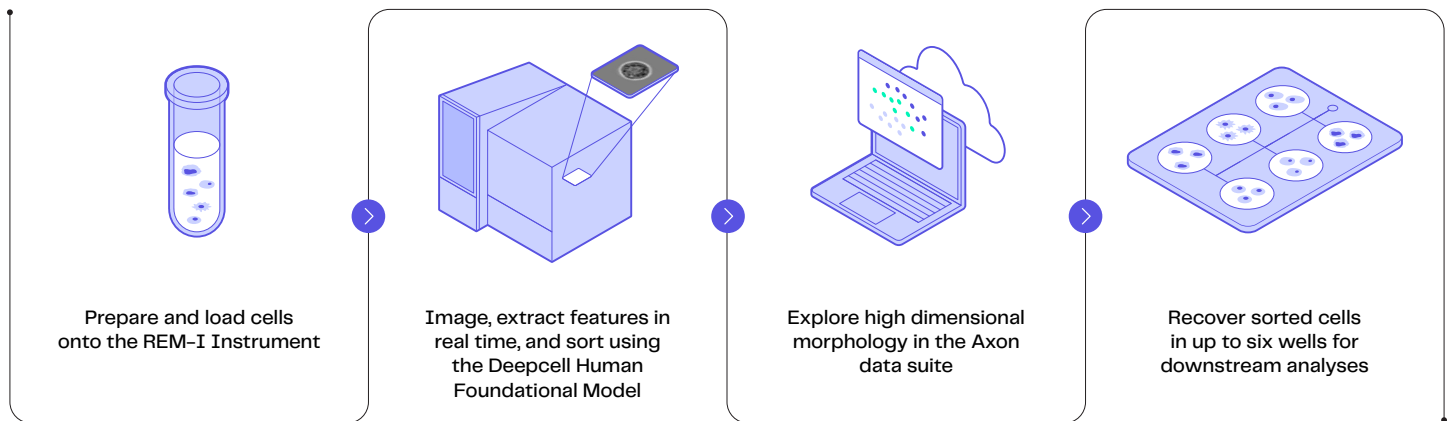 Prepare and load cells
onto the REM-I Instrument
Image, extract features in
real time, and sort using
the Deepcell Human
Foundational Model
Explore high dimensional
morphology in the Axon
data suite
Recover sorted cells
in up to six wells for
downstream analyses